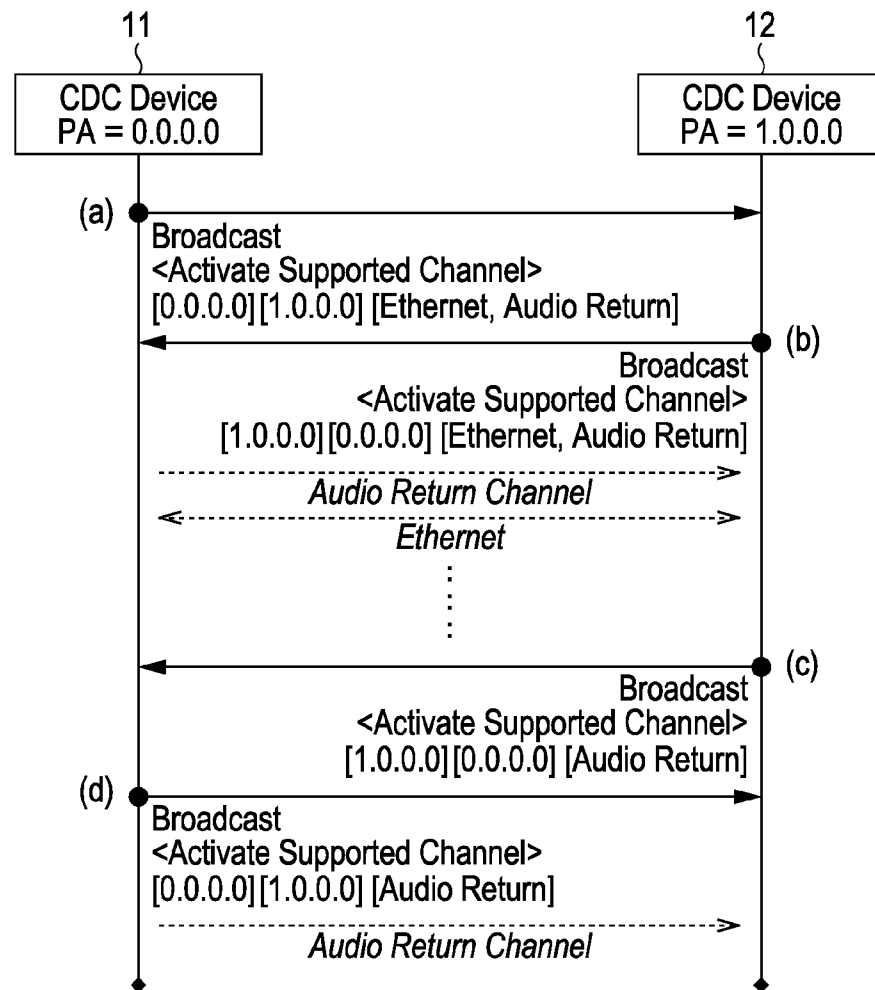 11
12
CDC Device
PA = 0.0.0.0
CDC Device
PA = 1.0.0.0
(a)
Broadcast
<Activate Supported Channel>
[0.0.0.0][1.0.0.0] [Ethernet, Audio Return]
(b)
Broadcast
<Activate Supported Channel>
[1.0.0.0][0.0.0.0] [Ethernet, Audio Return]
Audio Return Channel
Ethernet
(c)
Broadcast
<Activate Supported Channel>
[1.0.0.0][0.0.0.0] [Audio Return]
(d)
Broadcast
<Activate Supported Channel>
[0.0.0.0][1.0.0.0] [Audio Return]
Audio Return Channel